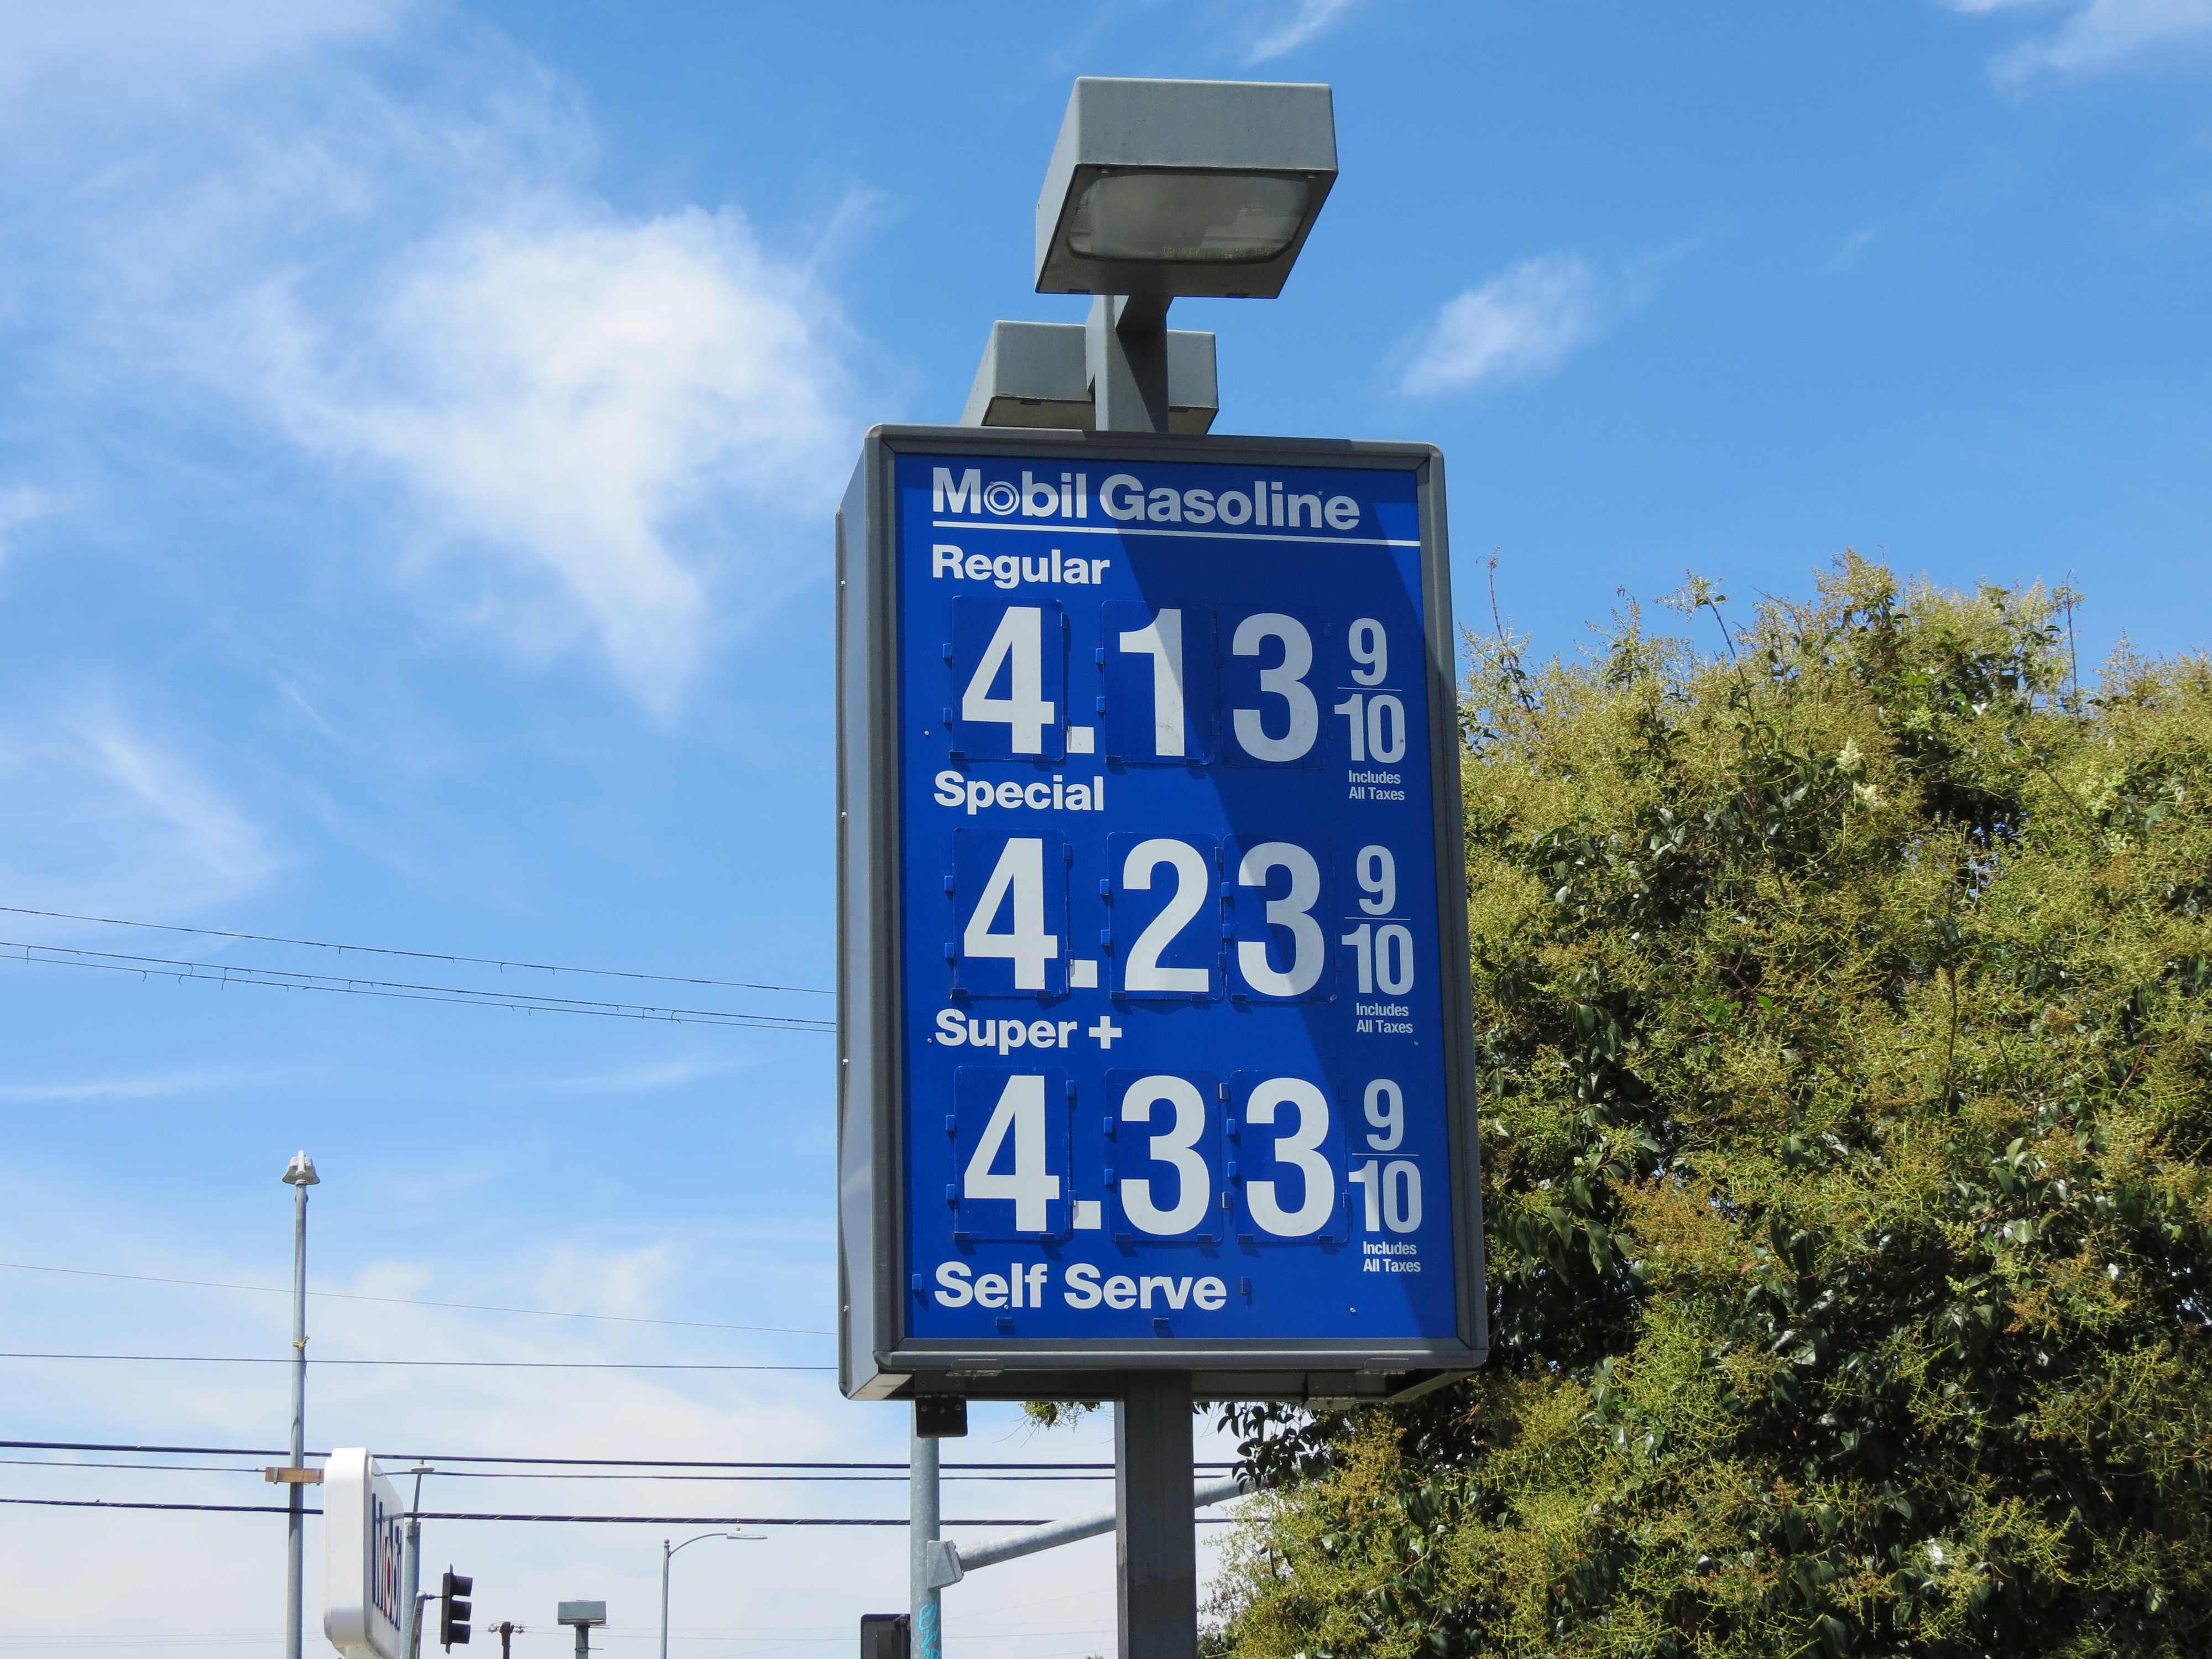 Mobil Gasoline
Regular
4.13 9/10
Includes
All Taxes
Special
4.23 9/10
Includes
All Taxes
Super +
4.33 9/10
Includes
All Taxes
Self Serve
Mobil